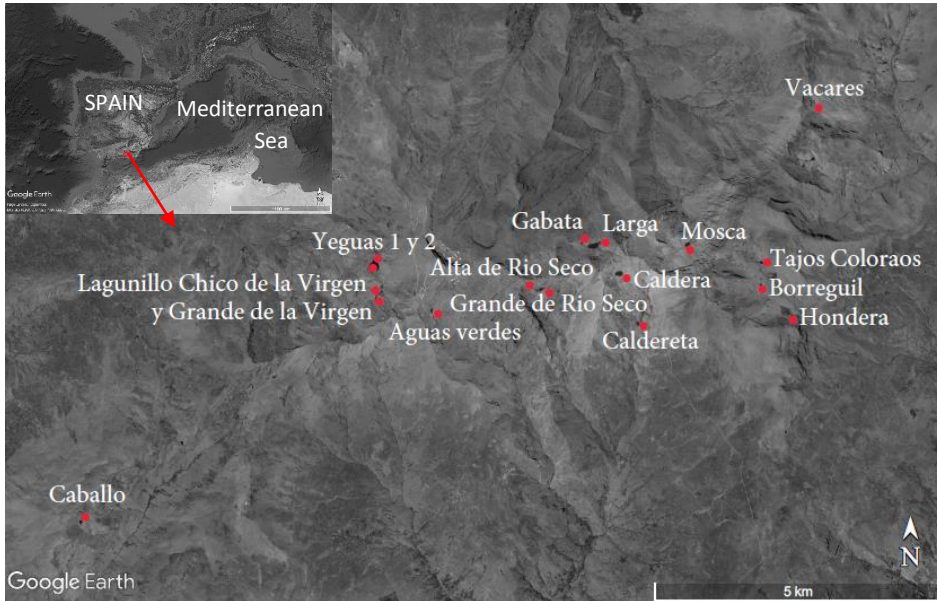 SPAIN
Mediterranean
Sea
Google Earth
Vacares
Gabata
Larga
Mosca
Yeguas 1 y 2
Alta de Rio Seco
Caldera
Tajos Coloraos
Lagunillo Chico de la Virgen
Borreguil
y Grande de la Virgen
Grande de Rio Seco
Aguas verdes
Caldereta
Hondera
Caballo
N
Google Earth
5 km